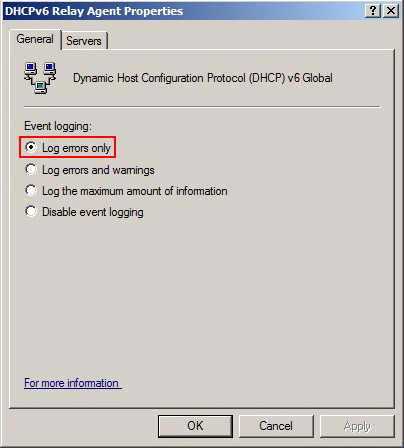 DHCPv6 Relay Agent Properties
General
Servers
Dynamic Host Configuration Protocol (DHCP) v6 Global
Event logging:
Log errors only
Log errors and warnings
Log the maximum amount of information
Disable event logging
For more information
OK
Cancel
Apply